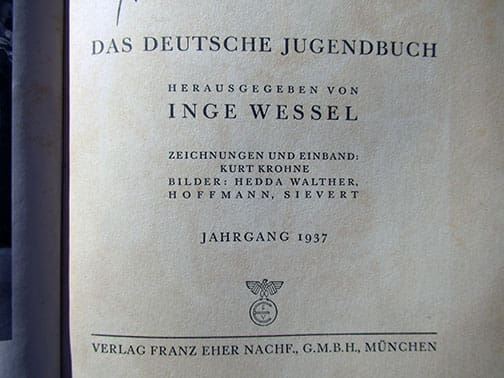 DAS DEUTSCHE JUGENDBUCH
HERAUSGEGEBEN VON
INGE WESSEL
ZEICHNUNGEN UND EINBAND:
KURT KROHNE
BILDER: HEDDA WALTHER,
HOFFMANN, SIEVERT
JAHRGANG 1937
VERLAG FRANZ EHER NACHF., G.M.B.H., MÜNCHEN